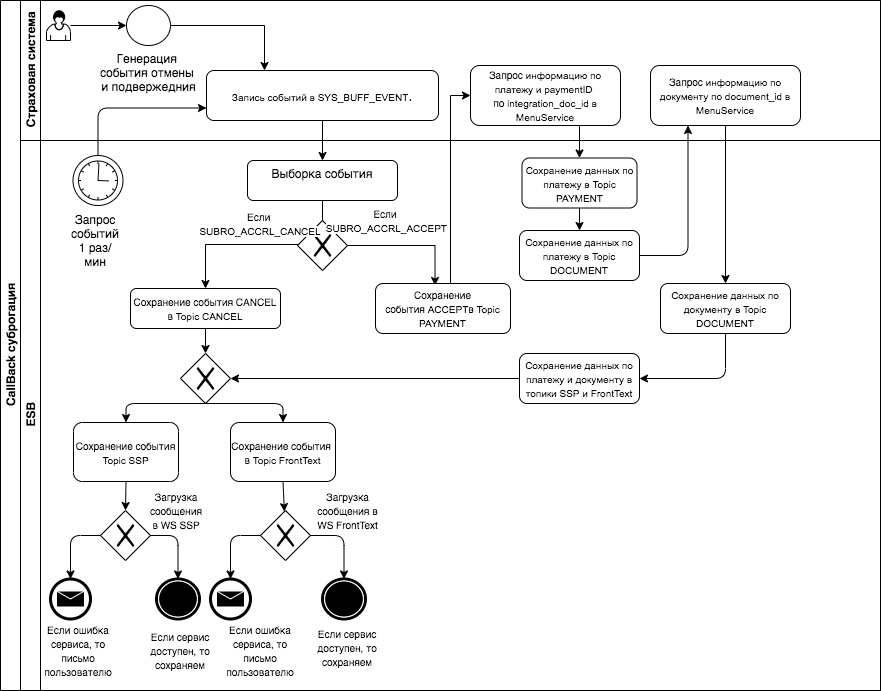 CallBack суброгация
Страховая система
ESB
Генерация
события отмены
и подвержедния
Запись событий в SYS_BUFF_EVENT.
Запрос информацию по
платежу и paymentID
по integration_doc_id в
MenuService
Запрос информацию по
документу по document_id в
MenuService
Запрос
событий
1 раз/
мин
Выборка события
Если
SUBRO_ACCRL_CANCEL
Если
SUBRO_ACCRL_ACCEPT
Сохранение данных по
платежу в Topic
PAYMENT
Сохранение данных по
платежу в Topic
DOCUMENT
Сохранение события CANCEL
в Topic CANCEL
Сохранение
события ACCEPTв Topic
PAYMENT
Сохранение данных по
документу в Topic
DOCUMENT
Сохранение данных по
платежу и документу в
топики SSP и FrontText
Сохранение события
Topic SSP
Сохранение события
в Topic FrontText
Загрузка
сообщения
в WS SSP
Загрузка
сообщения в
WS FrontText
Если ошибка
сервиса, то
письмо
пользователю
Если сервис
доступен, то
сохраняем
Если ошибка
сервиса, то
письмо
пользователю
Если сервис
доступен, то
сохраняем